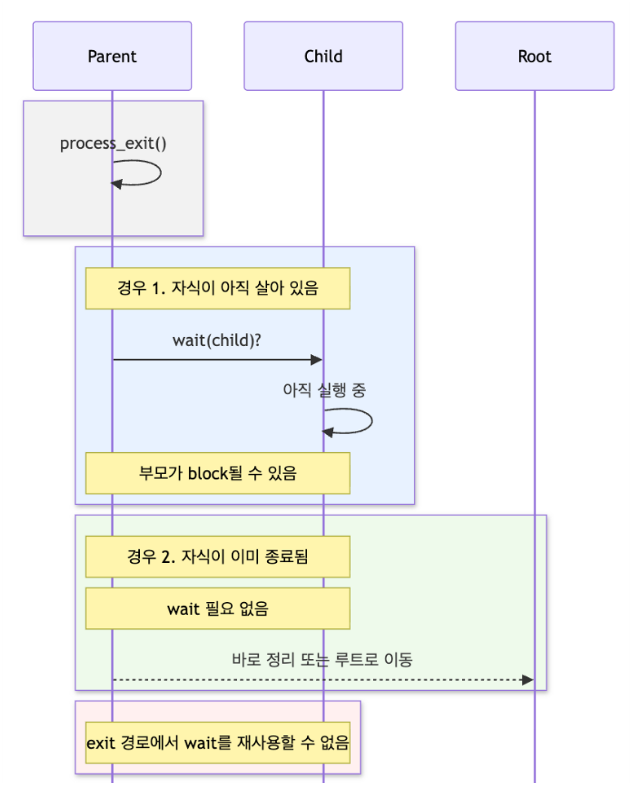 Parent
Child
Root
process_exit()
경우 1. 자식이 아직 살아 있음
wait(child)?
아직 실행 중
부모가 block될 수 있음
경우 2. 자식이 이미 종료됨
wait 필요 없음
바로 정리 또는 루트로 이동
exit 경로에서 wait를 재사용할 수 없음